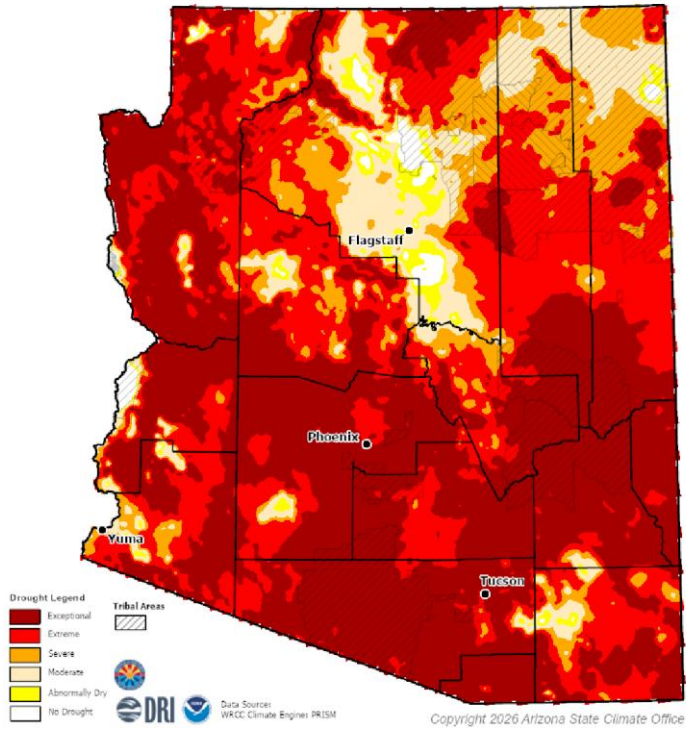 Flagstaff
Phoenix
Yuma
Tucson
Drought Legend
Exceptional
Extreme
Severe
Moderate
Abnormally Dry
No Drought
Tribal Areas
DRI
Data Source:
WRCC Climate Engine; PRISM
Copyright 2026 Arizona State Climate Office